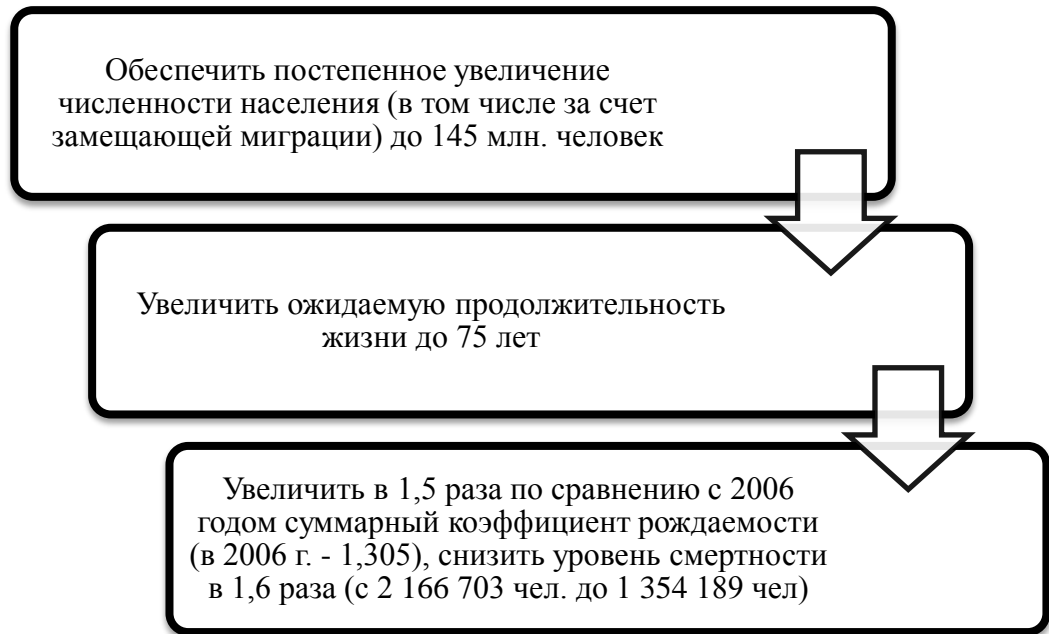 Обеспечить постепенное увеличение
численности населения (в том числе за счет
замещающей миграции) до 145 млн. человек
Увеличить ожидаемую продолжительность
жизни до 75 лет
Увеличить в 1,5 раза по сравнению с 2006
годом суммарный коэффициент рождаемости
(в 2006 г. - 1,305), снизить уровень смертности
в 1,6 раза (с 2 166 703 чел. до 1 354 189 чел)